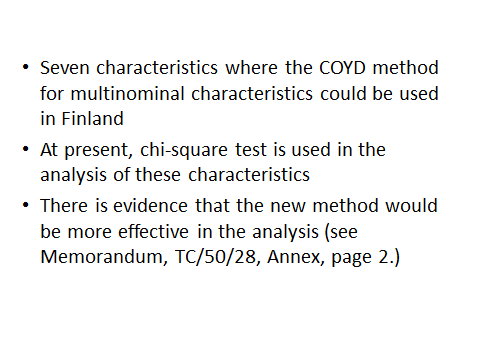 • Seven characteristics where the COYD method
for multinominal characteristics could be used
in Finland
• At present, chi-square test is used in the
analysis of these characteristics
• There is evidence that the new method would
be more effective in the analysis (see
Memorandum, TC/50/28, Annex, page 2.)